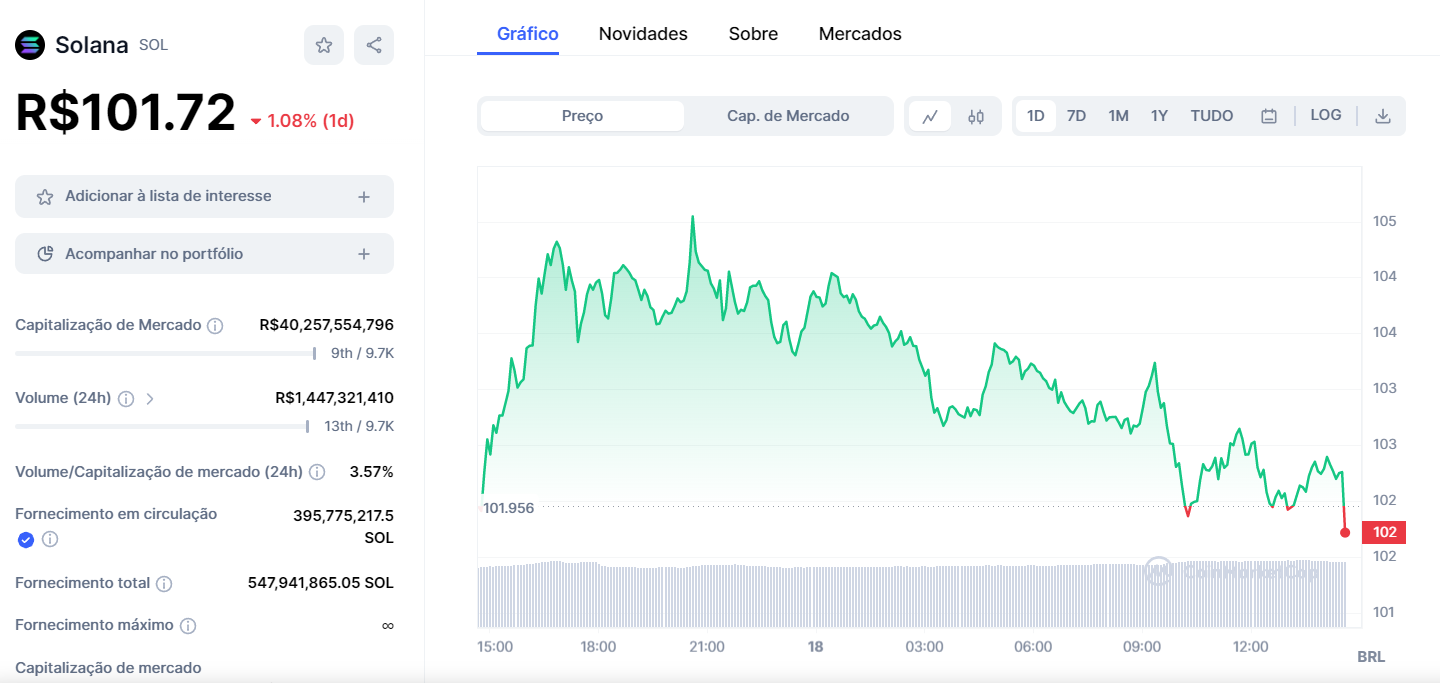 Solana SOL
R$101.72 1.08% (1d)
Adicionar à lista de interesse +
Acompanhar no portfólio +
Capitalização de Mercado R$40,257,554,796
9th / 9.7K
Volume (24h) R$1,447,321,410
13th / 9.7K
Volume/Capitalização de mercado (24h) 3.57%
Fornecimento em circulação 395,775,217.5
SOL
Fornecimento total 547,941,865.05 SOL
Fornecimento máximo ∞
Capitalização de mercado
Gráfico Novidades Sobre Mercados
Preço Cap. de Mercado 1D 7D 1M 1Y TUDO LOG
105
104
104
103
103
102
101.956
102
102
101
CoinMarketCap
15:00 18:00 21:00 18 03:00 06:00 09:00 12:00
BRL